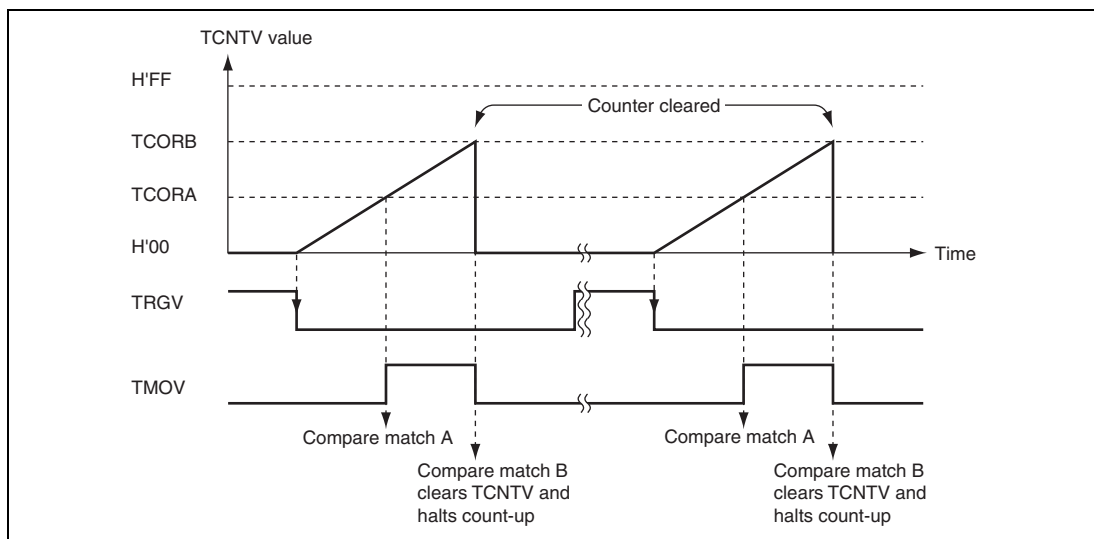 TCNTV value
H'FF
Counter cleared
TCORB
TCORA
H'00
Time
TRGV
TMOV
Compare match A
Compare match A
Compare match B
clears TCNTV and
halts count-up
Compare match B
clears TCNTV and
halts count-up